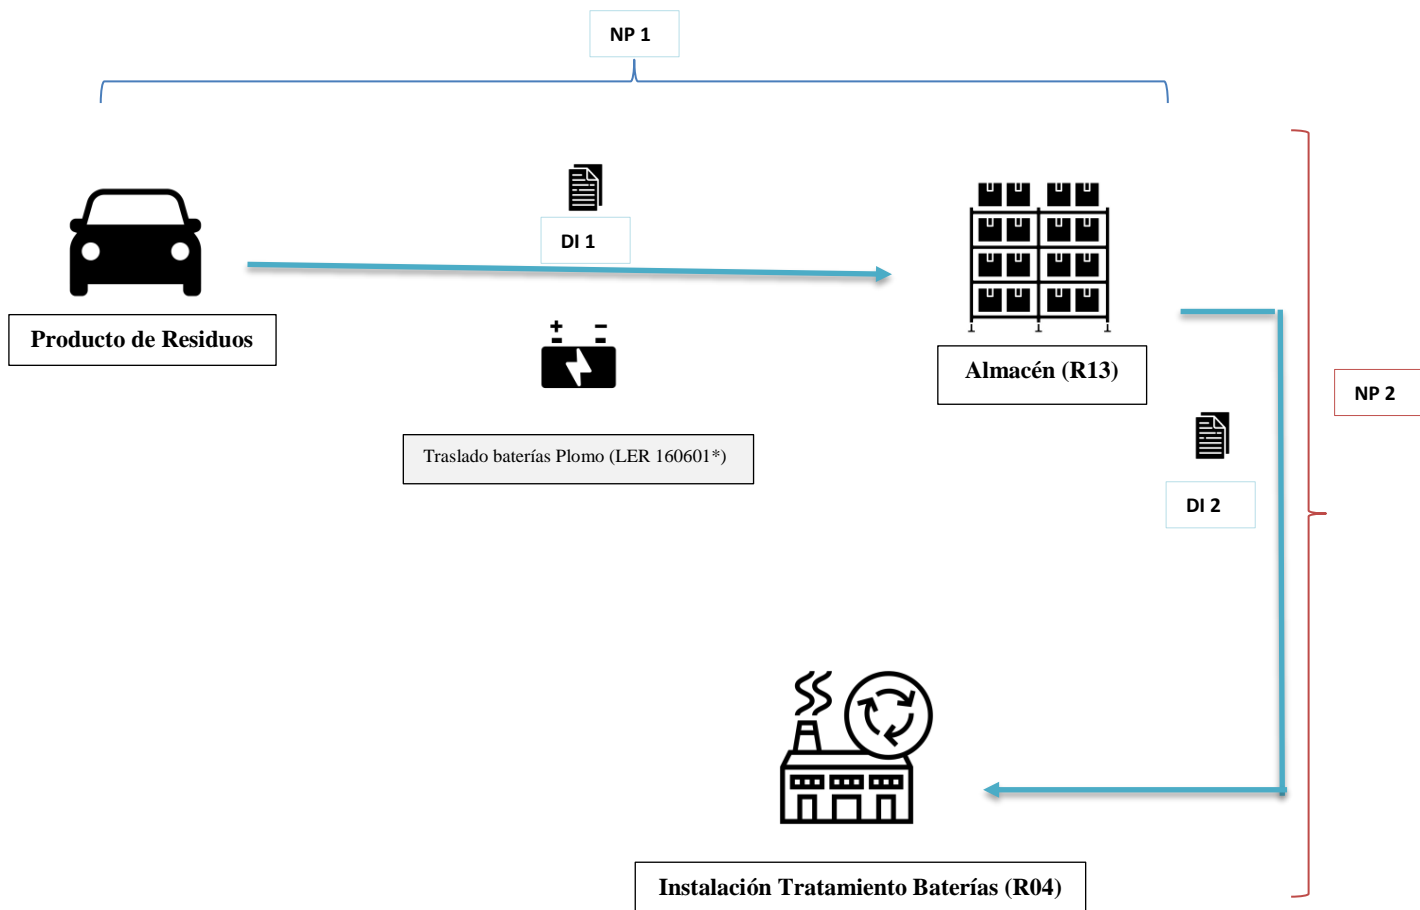 NP 1
DI 1
Producto de Residuos
Almacén (R13)
NP 2
Traslado baterías Plomo (LER 160601*)
DI 2
Instalación Tratamiento Baterías (R04)